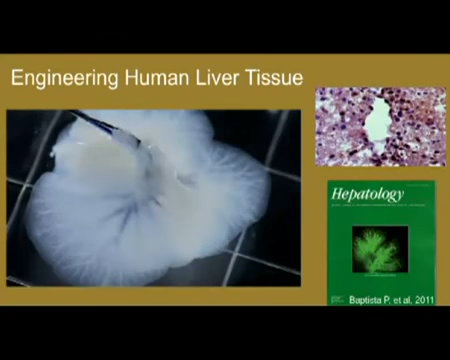 Engineering Human Liver Tissue
Hepatology
Baptista P. et al. 2011